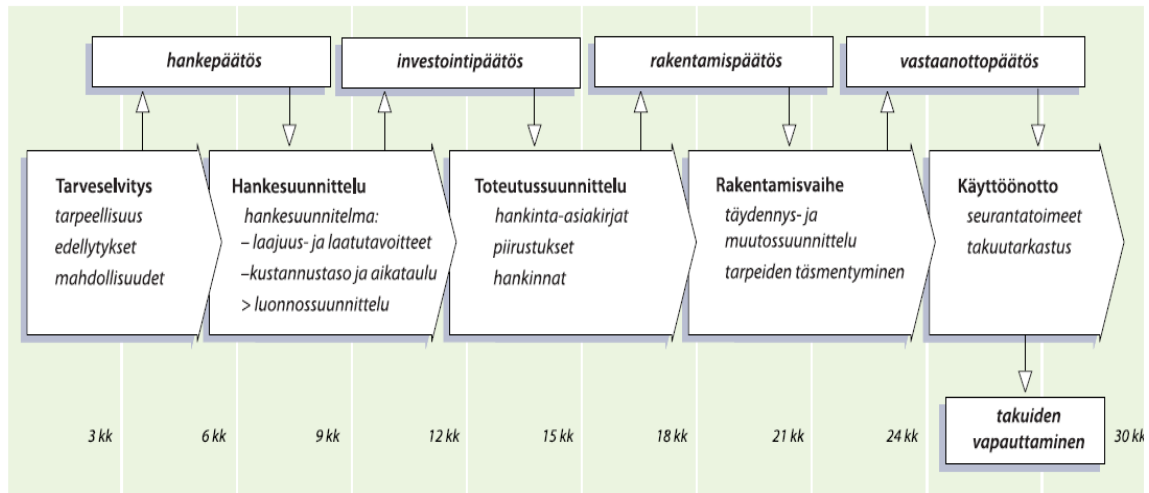 hankepäätös
investointipäätös
rakentamispäätös
vastaanottopäätös
Tarveselvitys
tarpeellisuus
edellytykset
mahdollisuudet
Hankesuunnittelu
hankesuunnitelma:
– laajuus- ja laatutavoitteet
–kustannustaso ja aikataulu
> luonnossuunnittelu
Toteutussuunnittelu
hankinta-asiakirjat
piirustukset
hankinnat
Rakentamisvaihe
täydennys- ja
muutossuunnittelu
tarpeiden täsmentyminen
Käyttöönotto
seurantatoimeet
takuutarkastus
takuiden
vapauttaminen
3 kk
6 kk
9 kk
12 kk
15 kk
18 kk
21 kk
24 kk
30 kk